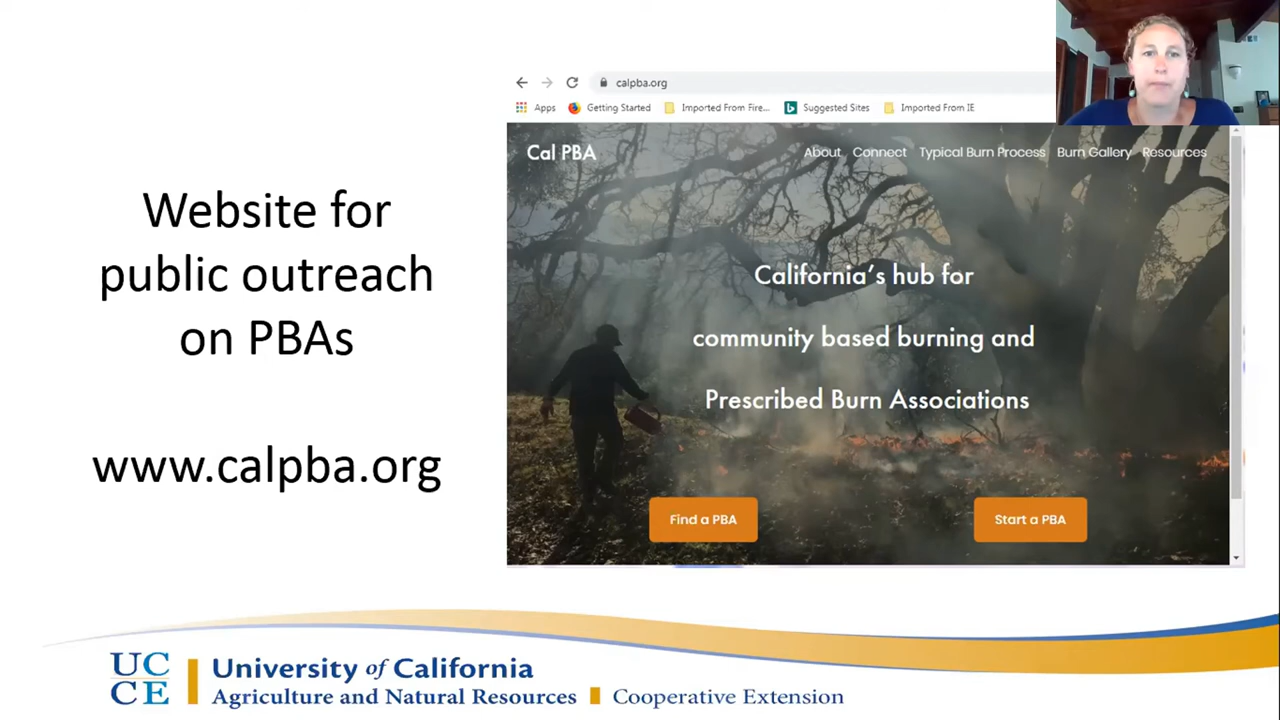 Website for
public outreach
on PBAs
www.calpba.org
calpba.org
Apps Getting Started Imported From Fire... Suggested Sites Imported From IE
Cal PBA About Connect Typical Burn Process Burn Gallery Resources
California's hub for
community based burning and
Prescribed Burn Associations
Find a PBA Start a PBA
UC
CE
University of California
Agriculture and Natural Resources Cooperative Extension